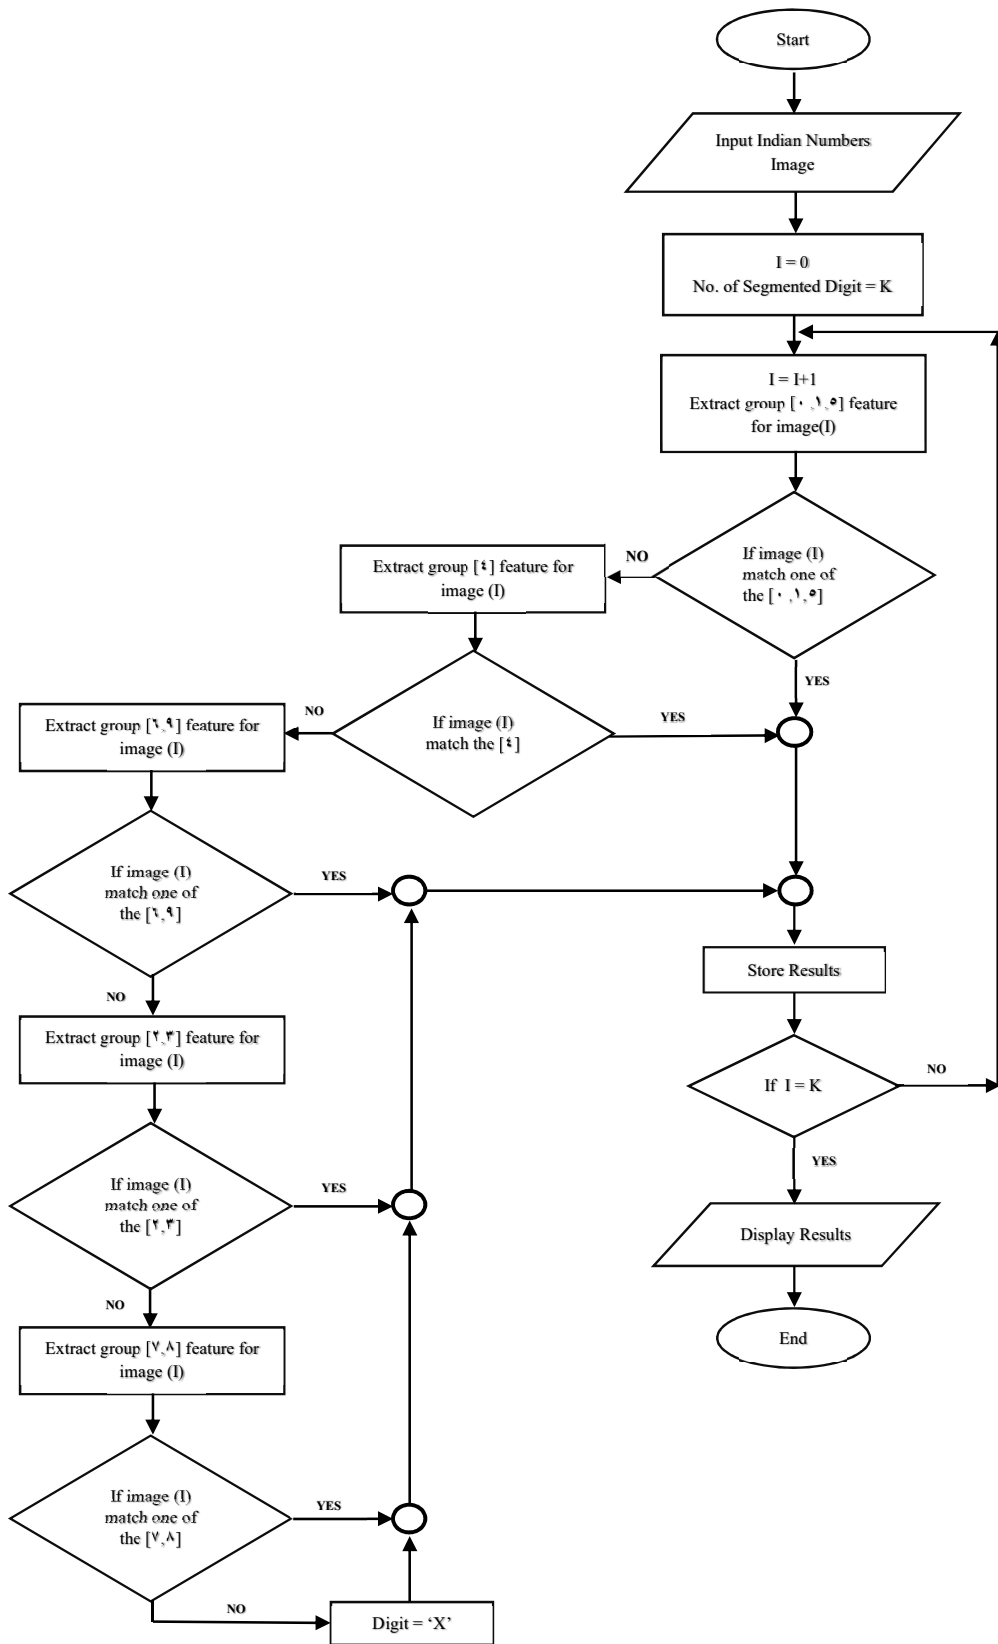 Start
Input Indian Numbers
Image
I = 0
No. of Segmented Digit = K
I = I+1
Extract group [٠ ,١,٥] feature
for image(I)
If image (I)
match one of
the [٠ ,١,٥]
NO
YES
Extract group [٤] feature for
image (I)
If image (I)
match the [٤]
YES
NO
Extract group [٦,٩] feature for
image (I)
If image (I)
match one of
the [٦,٩]
YES
NO
Extract group [٢,٣] feature for
image (I)
If image (I)
match one of
the [٢,٣]
YES
NO
Extract group [٧,٨] feature for
image (I)
If image (I)
match one of
the [٧,٨]
YES
NO
Digit = ‘X’
Store Results
If I = K
NO
YES
Display Results
End